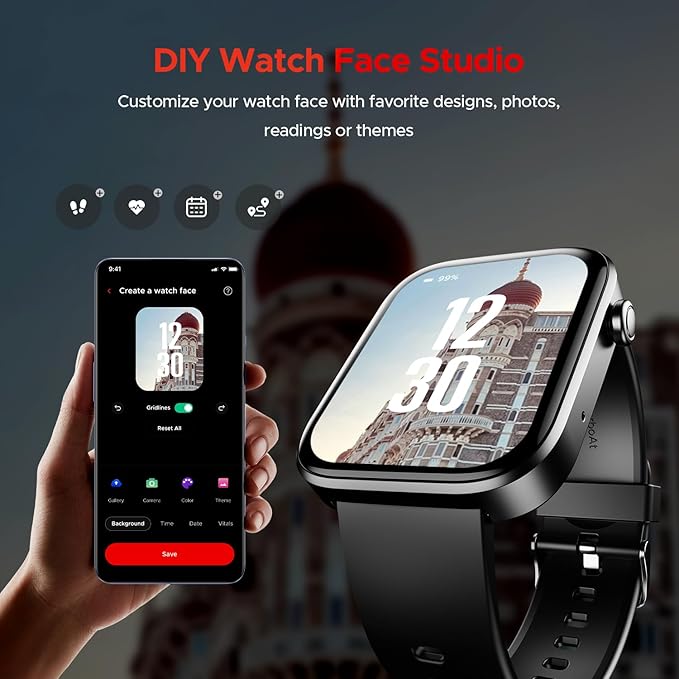 DIY Watch Face Studio
Customize your watch face with favorite designs, photos,
readings or themes
9:41
Create a watch face
12
30
Gridlines
Reset All
Gallery Camera Color Theme
Background Time Date Vitals
Save
99%
12
30